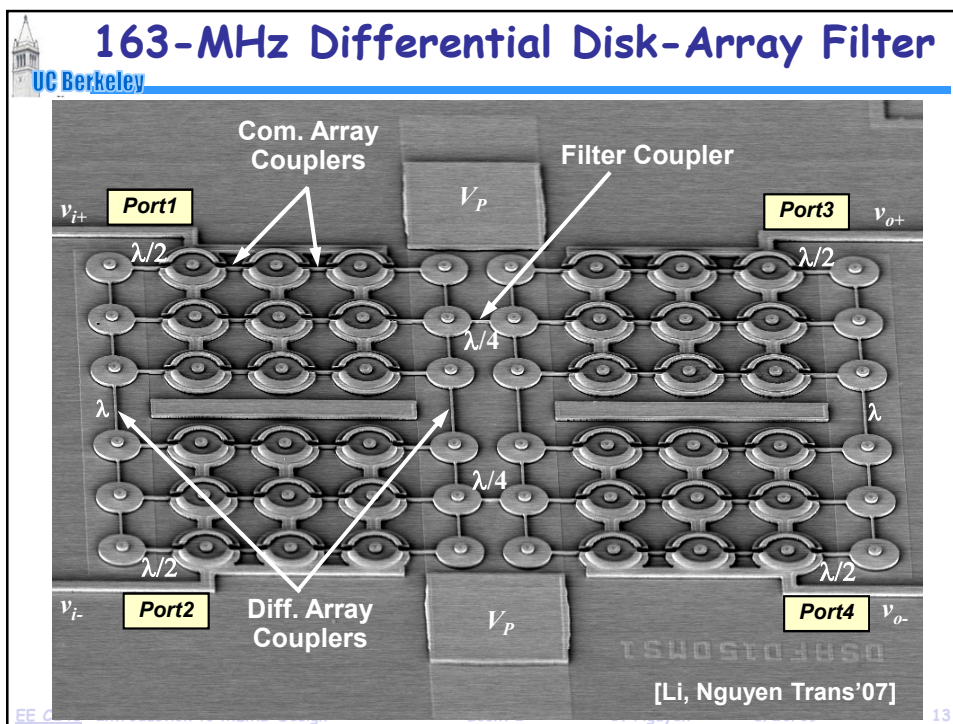 163-MHz Differential Disk-Array Filter
UC Berkeley
Com. Array
Couplers
Filter Coupler
V_P
Port1
Port3
v_i+
v_o+
λ/2
λ/2
λ/4
λ
λ
λ/4
λ/2
λ/2
v_i-
Port2
Diff. Array
Couplers
V_P
Port4
v_o-
[Li, Nguyen Trans'07]
13